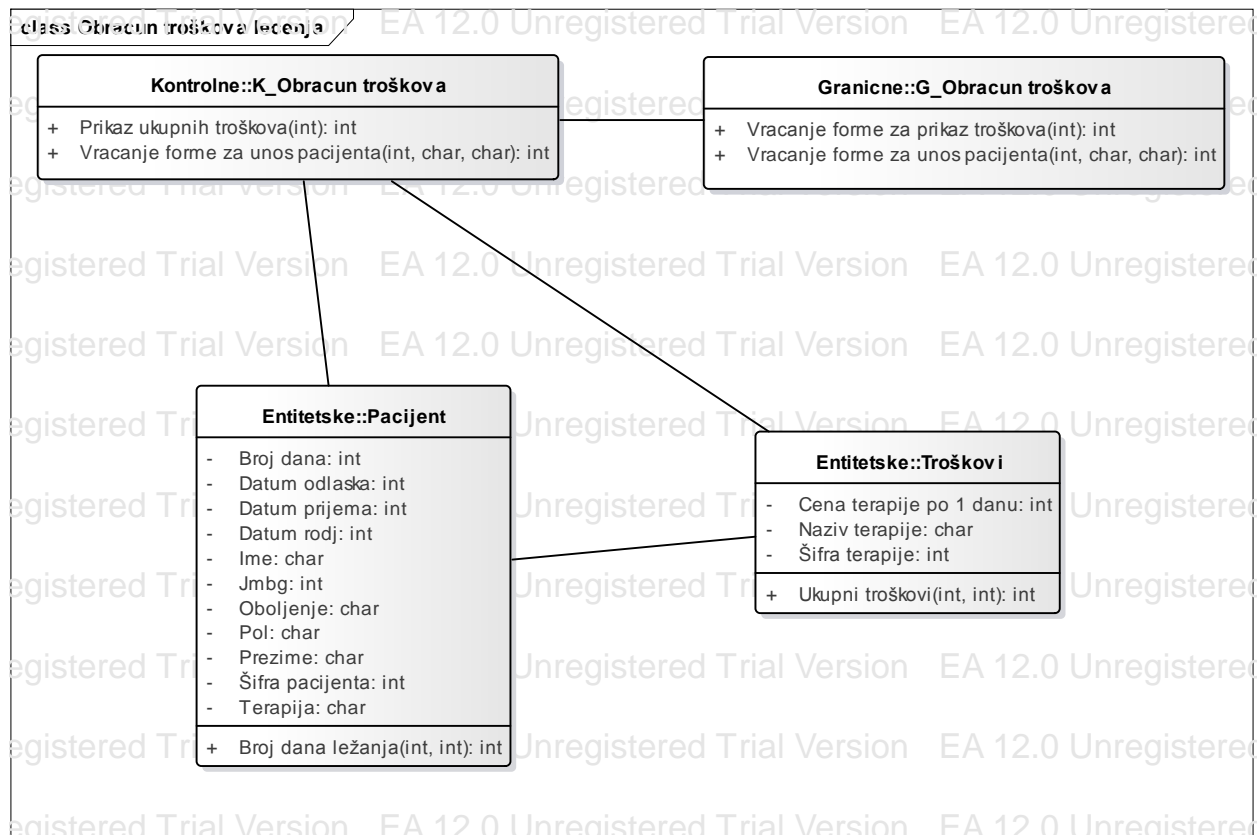 class Obracun troškova lecenja
Kontrolne::K_Obracun troškova
+ Prikaz ukupnih troškova(int): int
+ Vracanje forme za unos pacijenta(int, char, char): int
Granicne::G_Obracun troškova
+ Vracanje forme za prikaz troškova(int): int
+ Vracanje forme za unos pacijenta(int, char, char): int
Entitetske::Pacijent
- Broj dana: int
- Datum odlaska: int
- Datum prijema: int
- Datum rodj: int
- Ime: char
- Jmbg: int
- Oboljenje: char
- Pol: char
- Prezime: char
- Šifra pacijenta: int
- Terapija: char
+ Broj dana ležanja(int, int): int
Entitetske::Troškovi
- Cena terapije po 1 danu: int
- Naziv terapije: char
- Šifra terapije: int
+ Ukupni troškovi(int, int): int
EA 12.0 Unregistered Trial Version